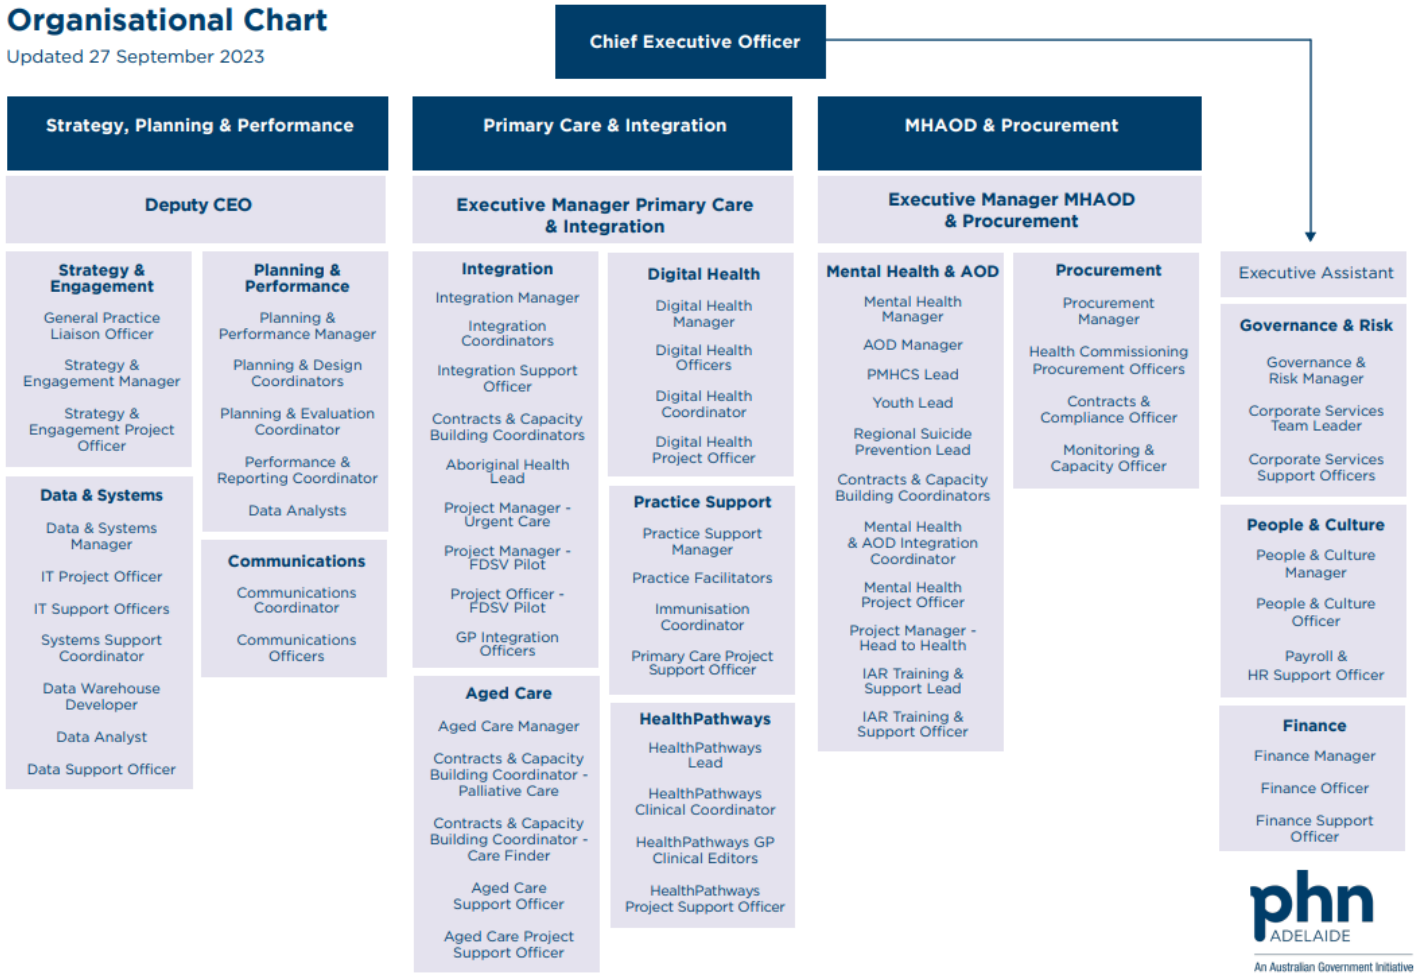 Organisational Chart
Updated 27 September 2023
Chief Executive Officer
Strategy, Planning & Performance
Deputy CEO
Strategy &
Engagement
General Practice
Liaison Officer
Strategy &
Engagement Manager
Strategy &
Engagement Project
Officer
Data & Systems
Data & Systems
Manager
IT Project Officer
IT Support Officers
Systems Support
Coordinator
Data Warehouse
Developer
Data Analyst
Data Support Officer
Planning &
Performance
Planning &
Performance Manager
Planning & Design
Coordinators
Planning & Evaluation
Coordinator
Performance &
Reporting Coordinator
Data Analysts
Communications
Communications
Coordinator
Communications
Officers
Primary Care & Integration
Executive Manager Primary Care
& Integration
Integration
Integration Manager
Integration
Coordinators
Integration Support
Officer
Contracts & Capacity
Building Coordinators
Aboriginal Health
Lead
Project Manager -
Urgent Care
Project Manager -
FDSV Pilot
Project Officer -
FDSV Pilot
GP Integration
Officers
Aged Care
Aged Care Manager
Contracts & Capacity
Building Coordinator -
Palliative Care
Contracts & Capacity
Building Coordinator -
Care Finder
Aged Care
Support Officer
Aged Care Project
Support Officer
Digital Health
Digital Health
Manager
Digital Health
Officers
Digital Health
Coordinator
Digital Health
Project Officer
Practice Support
Practice Support
Manager
Practice Facilitators
Immunisation
Coordinator
Primary Care Project
Support Officer
HealthPathways
HealthPathways
Lead
HealthPathways
Clinical Coordinator
HealthPathways GP
Clinical Editors
HealthPathways
Project Support Officer
MHAOD & Procurement
Executive Manager MHAOD
& Procurement
Mental Health & AOD
Mental Health
Manager
AOD Manager
PMHCS Lead
Youth Lead
Regional Suicide
Prevention Lead
Contracts & Capacity
Building Coordinators
Mental Health
& AOD Integration
Coordinator
Mental Health
Project Officer
Project Manager -
Head to Health
IAR Training &
Support Lead
IAR Training &
Support Officer
Procurement
Procurement
Manager
Health Commissioning
Procurement Officers
Contracts &
Compliance Officer
Monitoring &
Capacity Officer
Executive Assistant
Governance & Risk
Governance &
Risk Manager
Corporate Services
Team Leader
Corporate Services
Support Officers
People & Culture
People & Culture
Manager
People & Culture
Officer
Payroll &
HR Support Officer
Finance
Finance Manager
Finance Officer
Finance Support
Officer
phn
ADELAIDE
An Australian Government Initiative